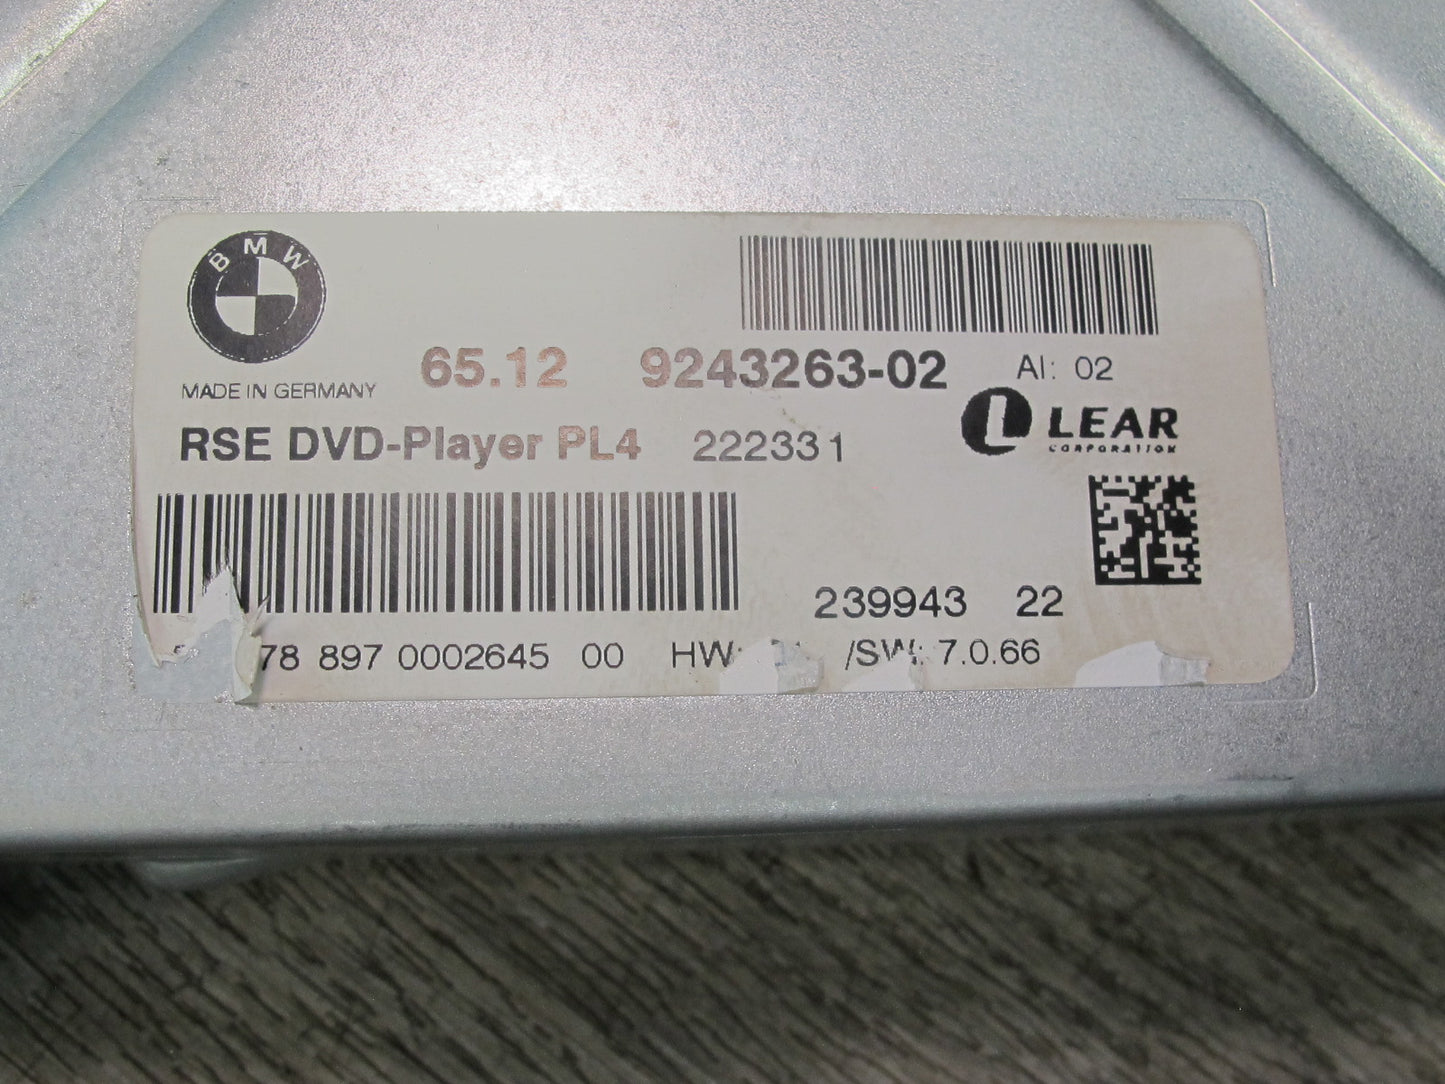 BMW
MADE IN GERMANY
65.12 9243263-02 AI: 02
LEAR
CORPORATION
RSE DVD-Player PL4 222331
239943 22
78 897 0002645 00 HW: /SW: 7.0.66